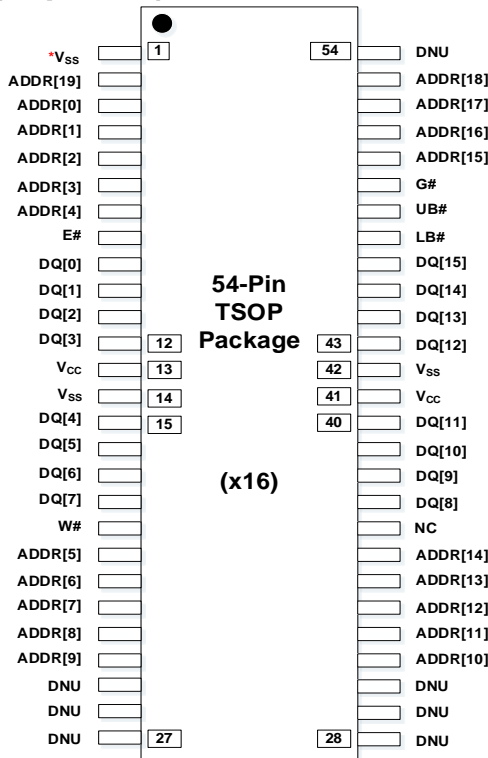 *VSS 1 54 DNU
ADDR[19] ADDR[18]
ADDR[0] ADDR[17]
ADDR[1] ADDR[16]
ADDR[2] ADDR[15]
ADDR[3] G#
ADDR[4] UB#
E# LB#
DQ[0] DQ[15]
DQ[1] 54-Pin DQ[14]
DQ[2] TSOP DQ[13]
DQ[3] 12 Package 43 DQ[12]
VCC 13 42 VSS
VSS 14 41 VCC
DQ[4] 15 40 DQ[11]
DQ[5] DQ[10]
DQ[6] (x16) DQ[9]
DQ[7] DQ[8]
W# NC
ADDR[5] ADDR[14]
ADDR[6] ADDR[13]
ADDR[7] ADDR[12]
ADDR[8] ADDR[11]
ADDR[9] ADDR[10]
DNU DNU
DNU DNU
DNU 27 28 DNU